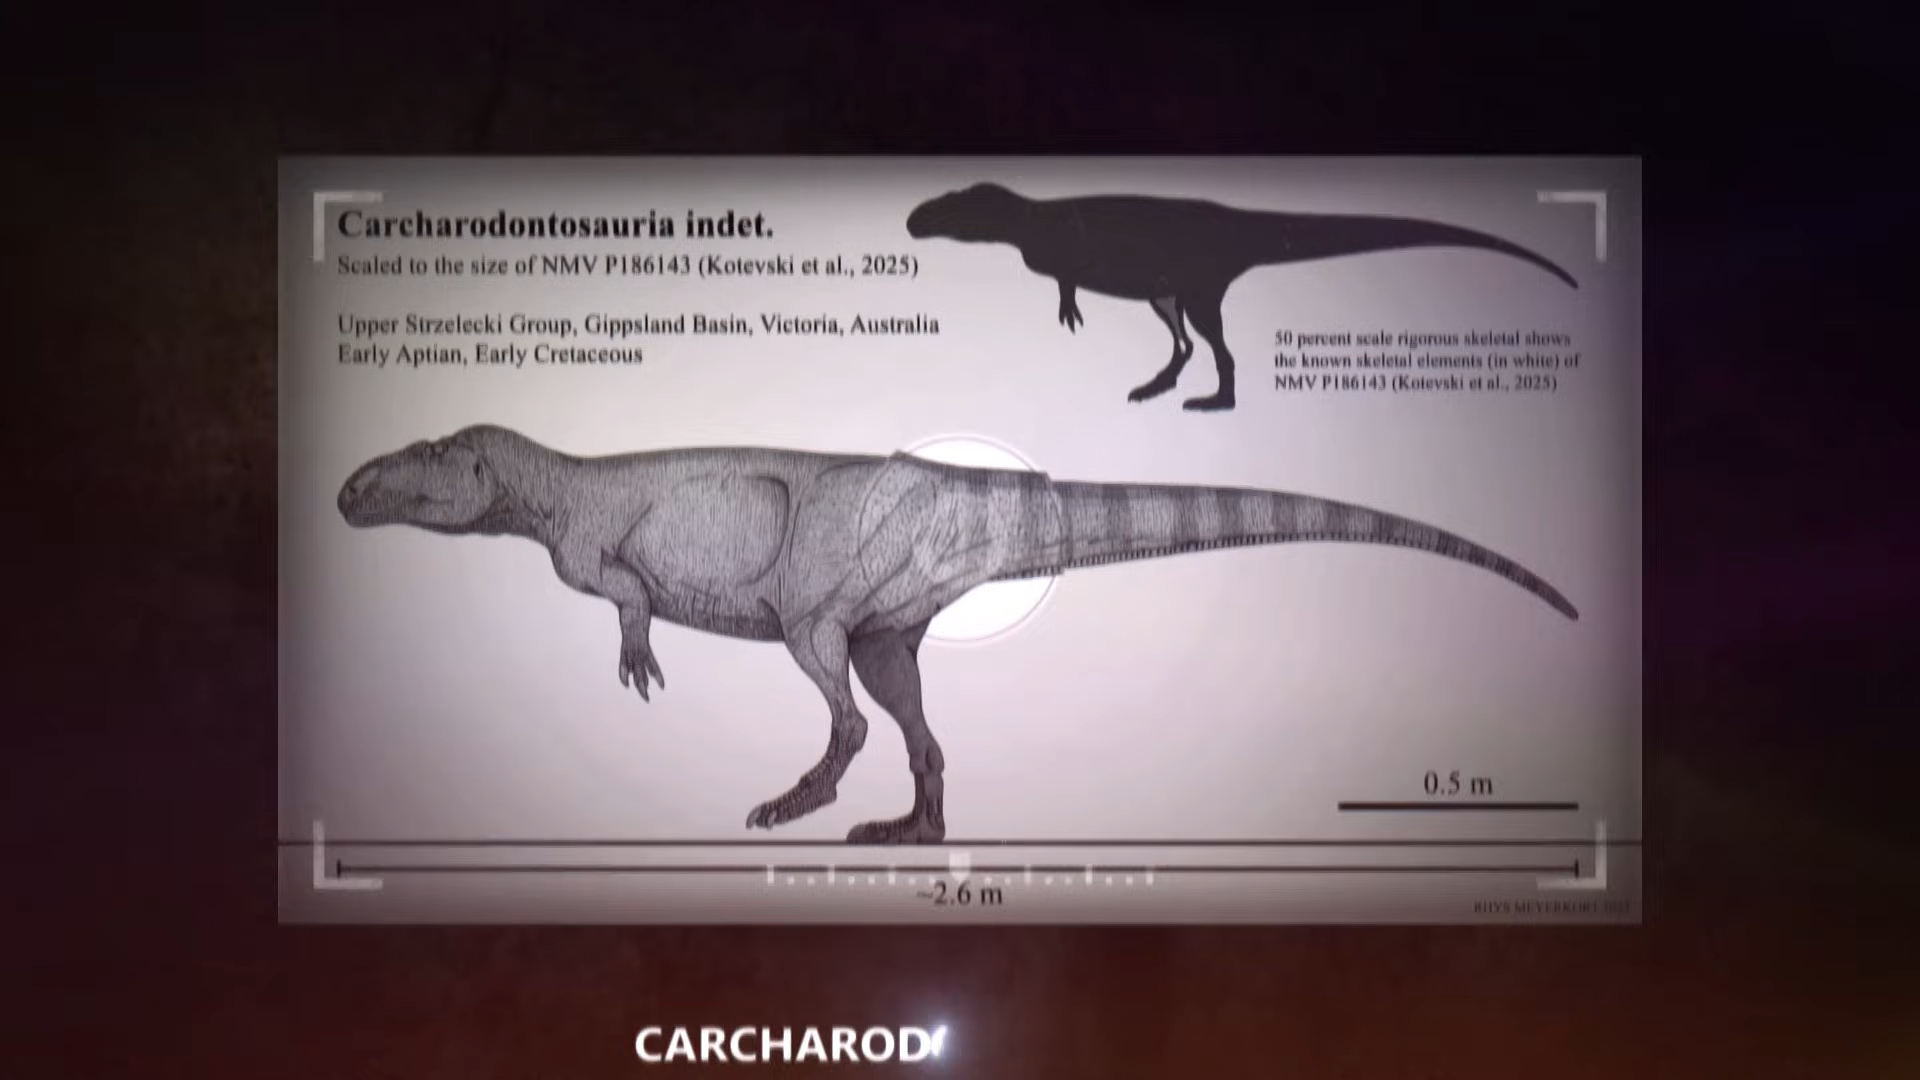 Carcharodontosauria indet.
Scaled to the size of NMV P186143 (Kotevski et al., 2025)
Upper Strzelecki Group, Gippsland Basin, Victoria, Australia
Early Aptian, Early Cretaceous
50 percent scale rigorous skeletal shows
the known skeletal elements (in white) of
NMV P186143 (Kotevski et al., 2025)
0.5 m
~2.6 m
RHYS MEYERKORT
CARCHAROD